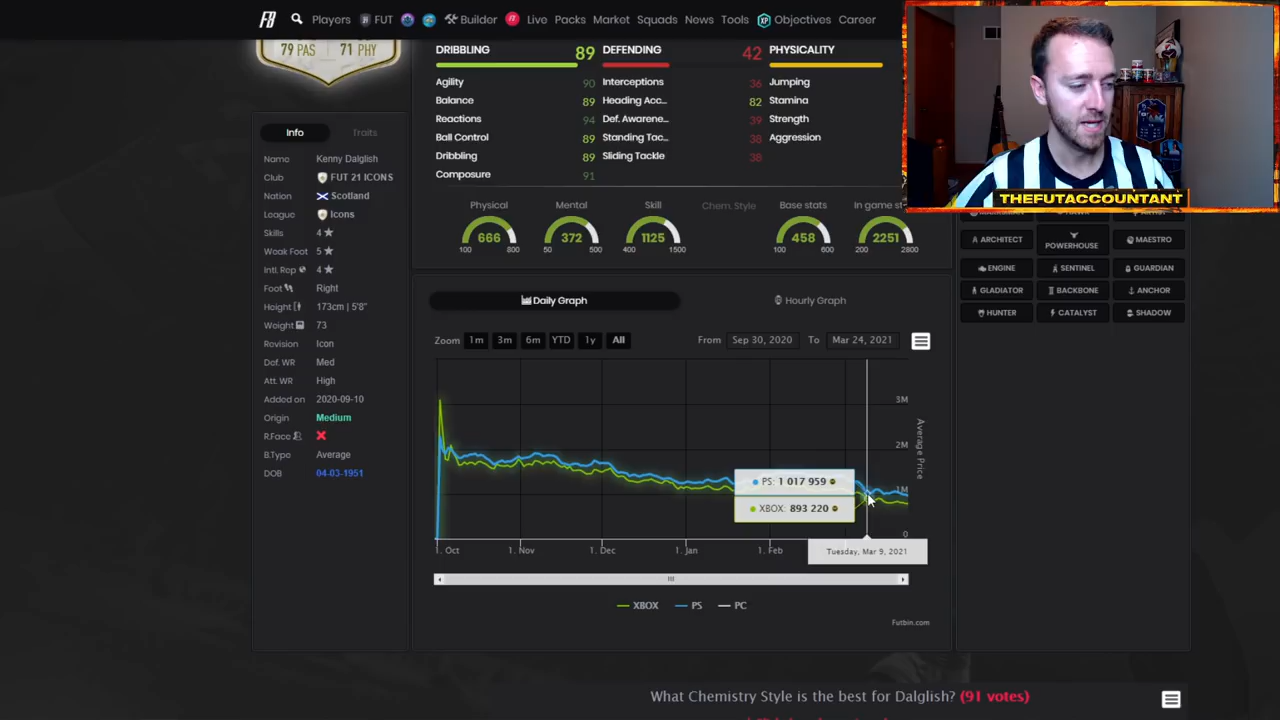 Players FUT Builder Live Packs Market Squads News Tools XP Objectives Career
79 PAS 71 PHY
DRIBBLING 89 DEFENDING 42 PHYSICALITY
Agility 90 Interceptions 36 Jumping
Balance 89 Heading Acc... 82 Stamina
Reactions 94 Def. Awarene... 39 Strength
Ball Control 89 Standing Tac... 38 Aggression
Dribbling 89 Sliding Tackle 38
Composure 91
THEFUTACCOUNTANT
Info Traits
Name Kenny Dalglish
Club FUT 21 ICONS
Nation Scotland
League Icons
Skills 4
Weak Foot 5
Intl. Rep 4
Foot Right
Height 173cm | 5'8"
Weight 73
Revision Icon
Def. WR Med
Att. WR High
Added on 2020-09-10
Origin Medium
R.Face
B.Type Average
DOB 04-03-1951
Physical Mental Skill Chem. Style Base stats In game st
666 372 1125 458 2251
100 800 50 500 400 1500 100 600 200 2800
ARCHITECT POWERHOUSE MAESTRO
ENGINE SENTINEL GUARDIAN
GLADIATOR BACKBONE ANCHOR
HUNTER CATALYST SHADOW
Daily Graph Hourly Graph
Zoom 1m 3m 6m YTD 1y All From Sep 30, 2020 To Mar 24, 2021
3M
2M
1M
0
Average Price
PS: 1 017 959
XBOX: 893 220
1. Oct 1. Nov 1. Dec 1. Jan 1. Feb
Tuesday, Mar 9, 2021
XBOX PS PC
Futbin.com
What Chemistry Style is the best for Dalglish? (91 votes)